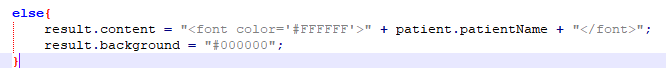 else{
result.content = "<font color='#FFFFFF'>" + patient.patientName + "</font>";
result.background = "#000000";
}